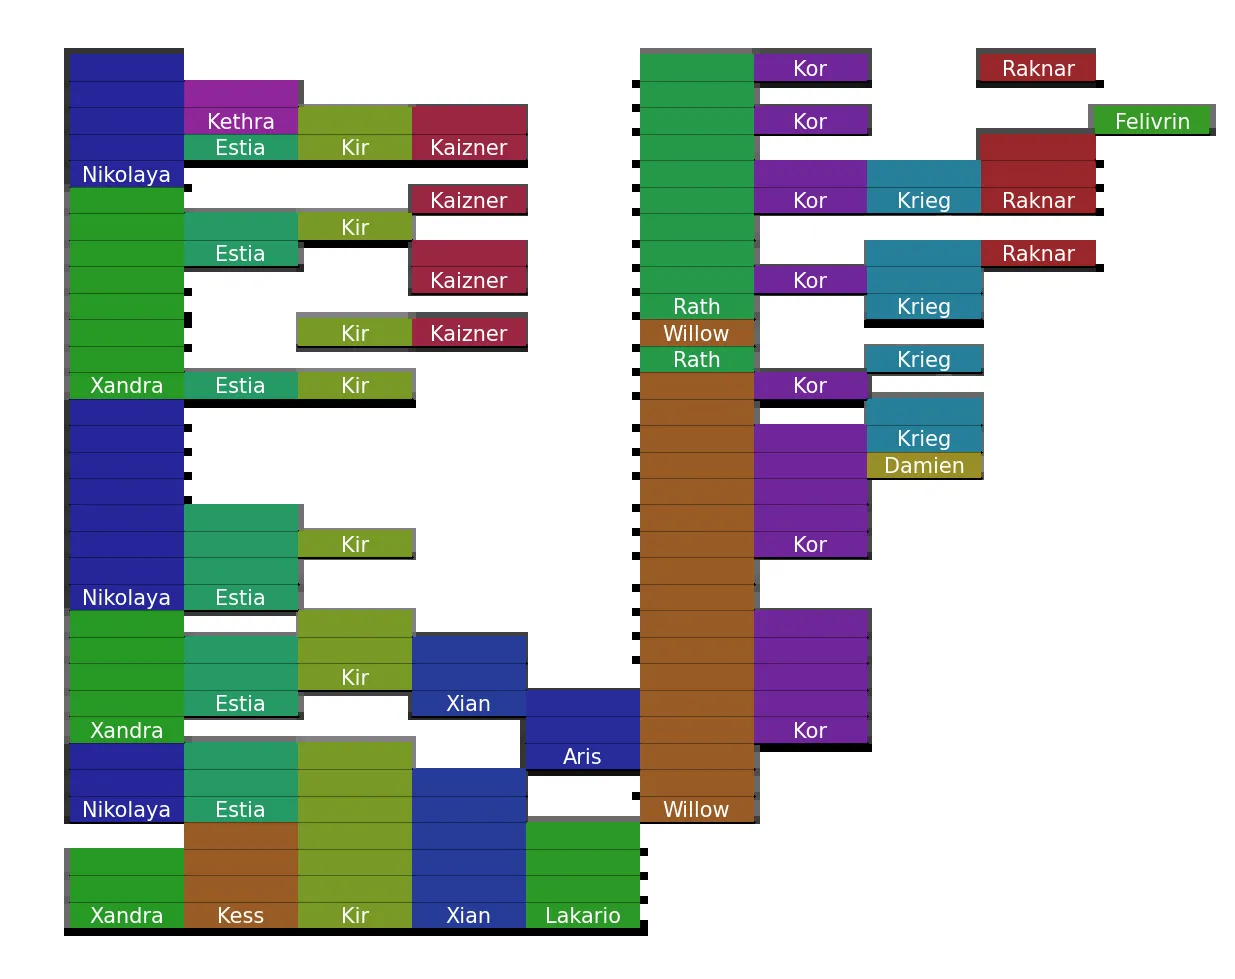 Kor Raknar
Kethra Kor Felivrin
Estia Kir Kaizner
Nikolaya
Kaizner Kor Krieg Raknar
Kir
Estia Raknar
Kaizner Kor
Rath Krieg
Kir Kaizner Willow
Rath Krieg
Xandra Estia Kir Kor
Krieg
Damien
Kir Kor
Nikolaya Estia
Kir
Estia Xian
Xandra Kor
Aris
Nikolaya Estia Willow
Xandra Kess Kir Xian Lakario